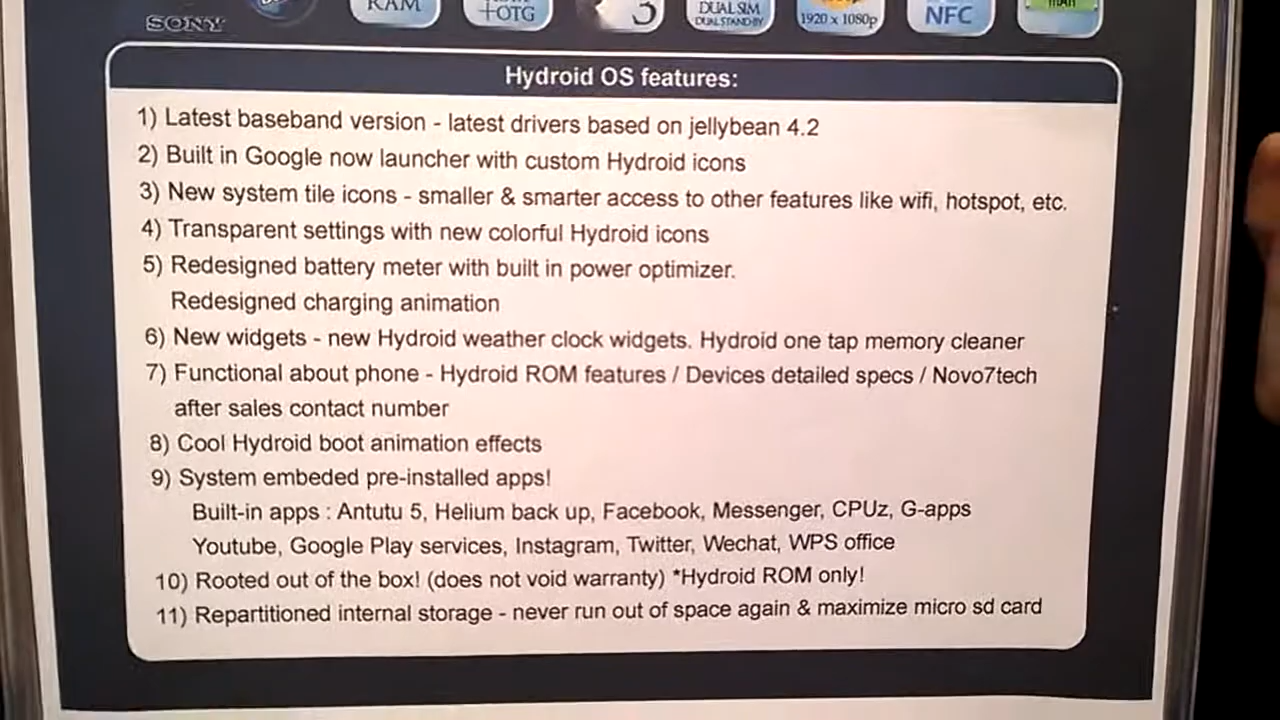 SONY
RAM
+OTG
3
DUAL SIM
DUAL STANDBY
1920 x 1080p
NFC
Hydroid OS features:
1) Latest baseband version - latest drivers based on jellybean 4.2
2) Built in Google now launcher with custom Hydroid icons
3) New system tile icons - smaller & smarter access to other features like wifi, hotspot, etc.
4) Transparent settings with new colorful Hydroid icons
5) Redesigned battery meter with built in power optimizer.
Redesigned charging animation
6) New widgets - new Hydroid weather clock widgets. Hydroid one tap memory cleaner
7) Functional about phone - Hydroid ROM features / Devices detailed specs / Novo7tech
after sales contact number
8) Cool Hydroid boot animation effects
9) System embeded pre-installed apps!
Built-in apps : Antutu 5, Helium back up, Facebook, Messenger, CPUz, G-apps
Youtube, Google Play services, Instagram, Twitter, Wechat, WPS office
10) Rooted out of the box! (does not void warranty) *Hydroid ROM only!
11) Repartitioned internal storage - never run out of space again & maximize micro sd card